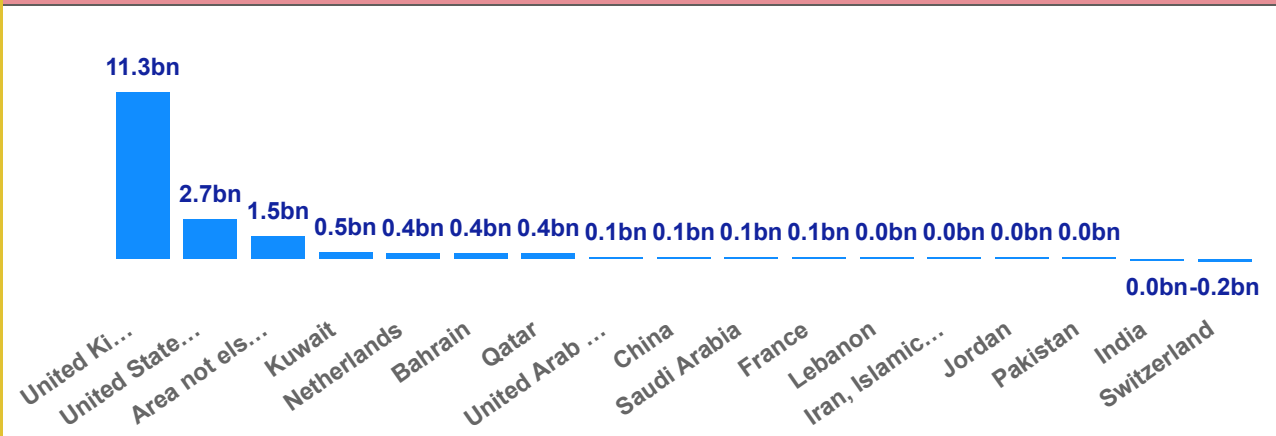 11.3bn
2.7bn
1.5bn
0.5bn
0.4bn
0.4bn
0.4bn
0.1bn
0.1bn
0.1bn
0.1bn
0.0bn
0.0bn
0.0bn
0.0bn
0.0bn
-0.2bn
United Ki...
United State...
Area not els...
Kuwait
Netherlands
Bahrain
Qatar
United Arab ...
China
Saudi Arabia
France
Lebanon
Iran, Islamic...
Jordan
Pakistan
India
Switzerland